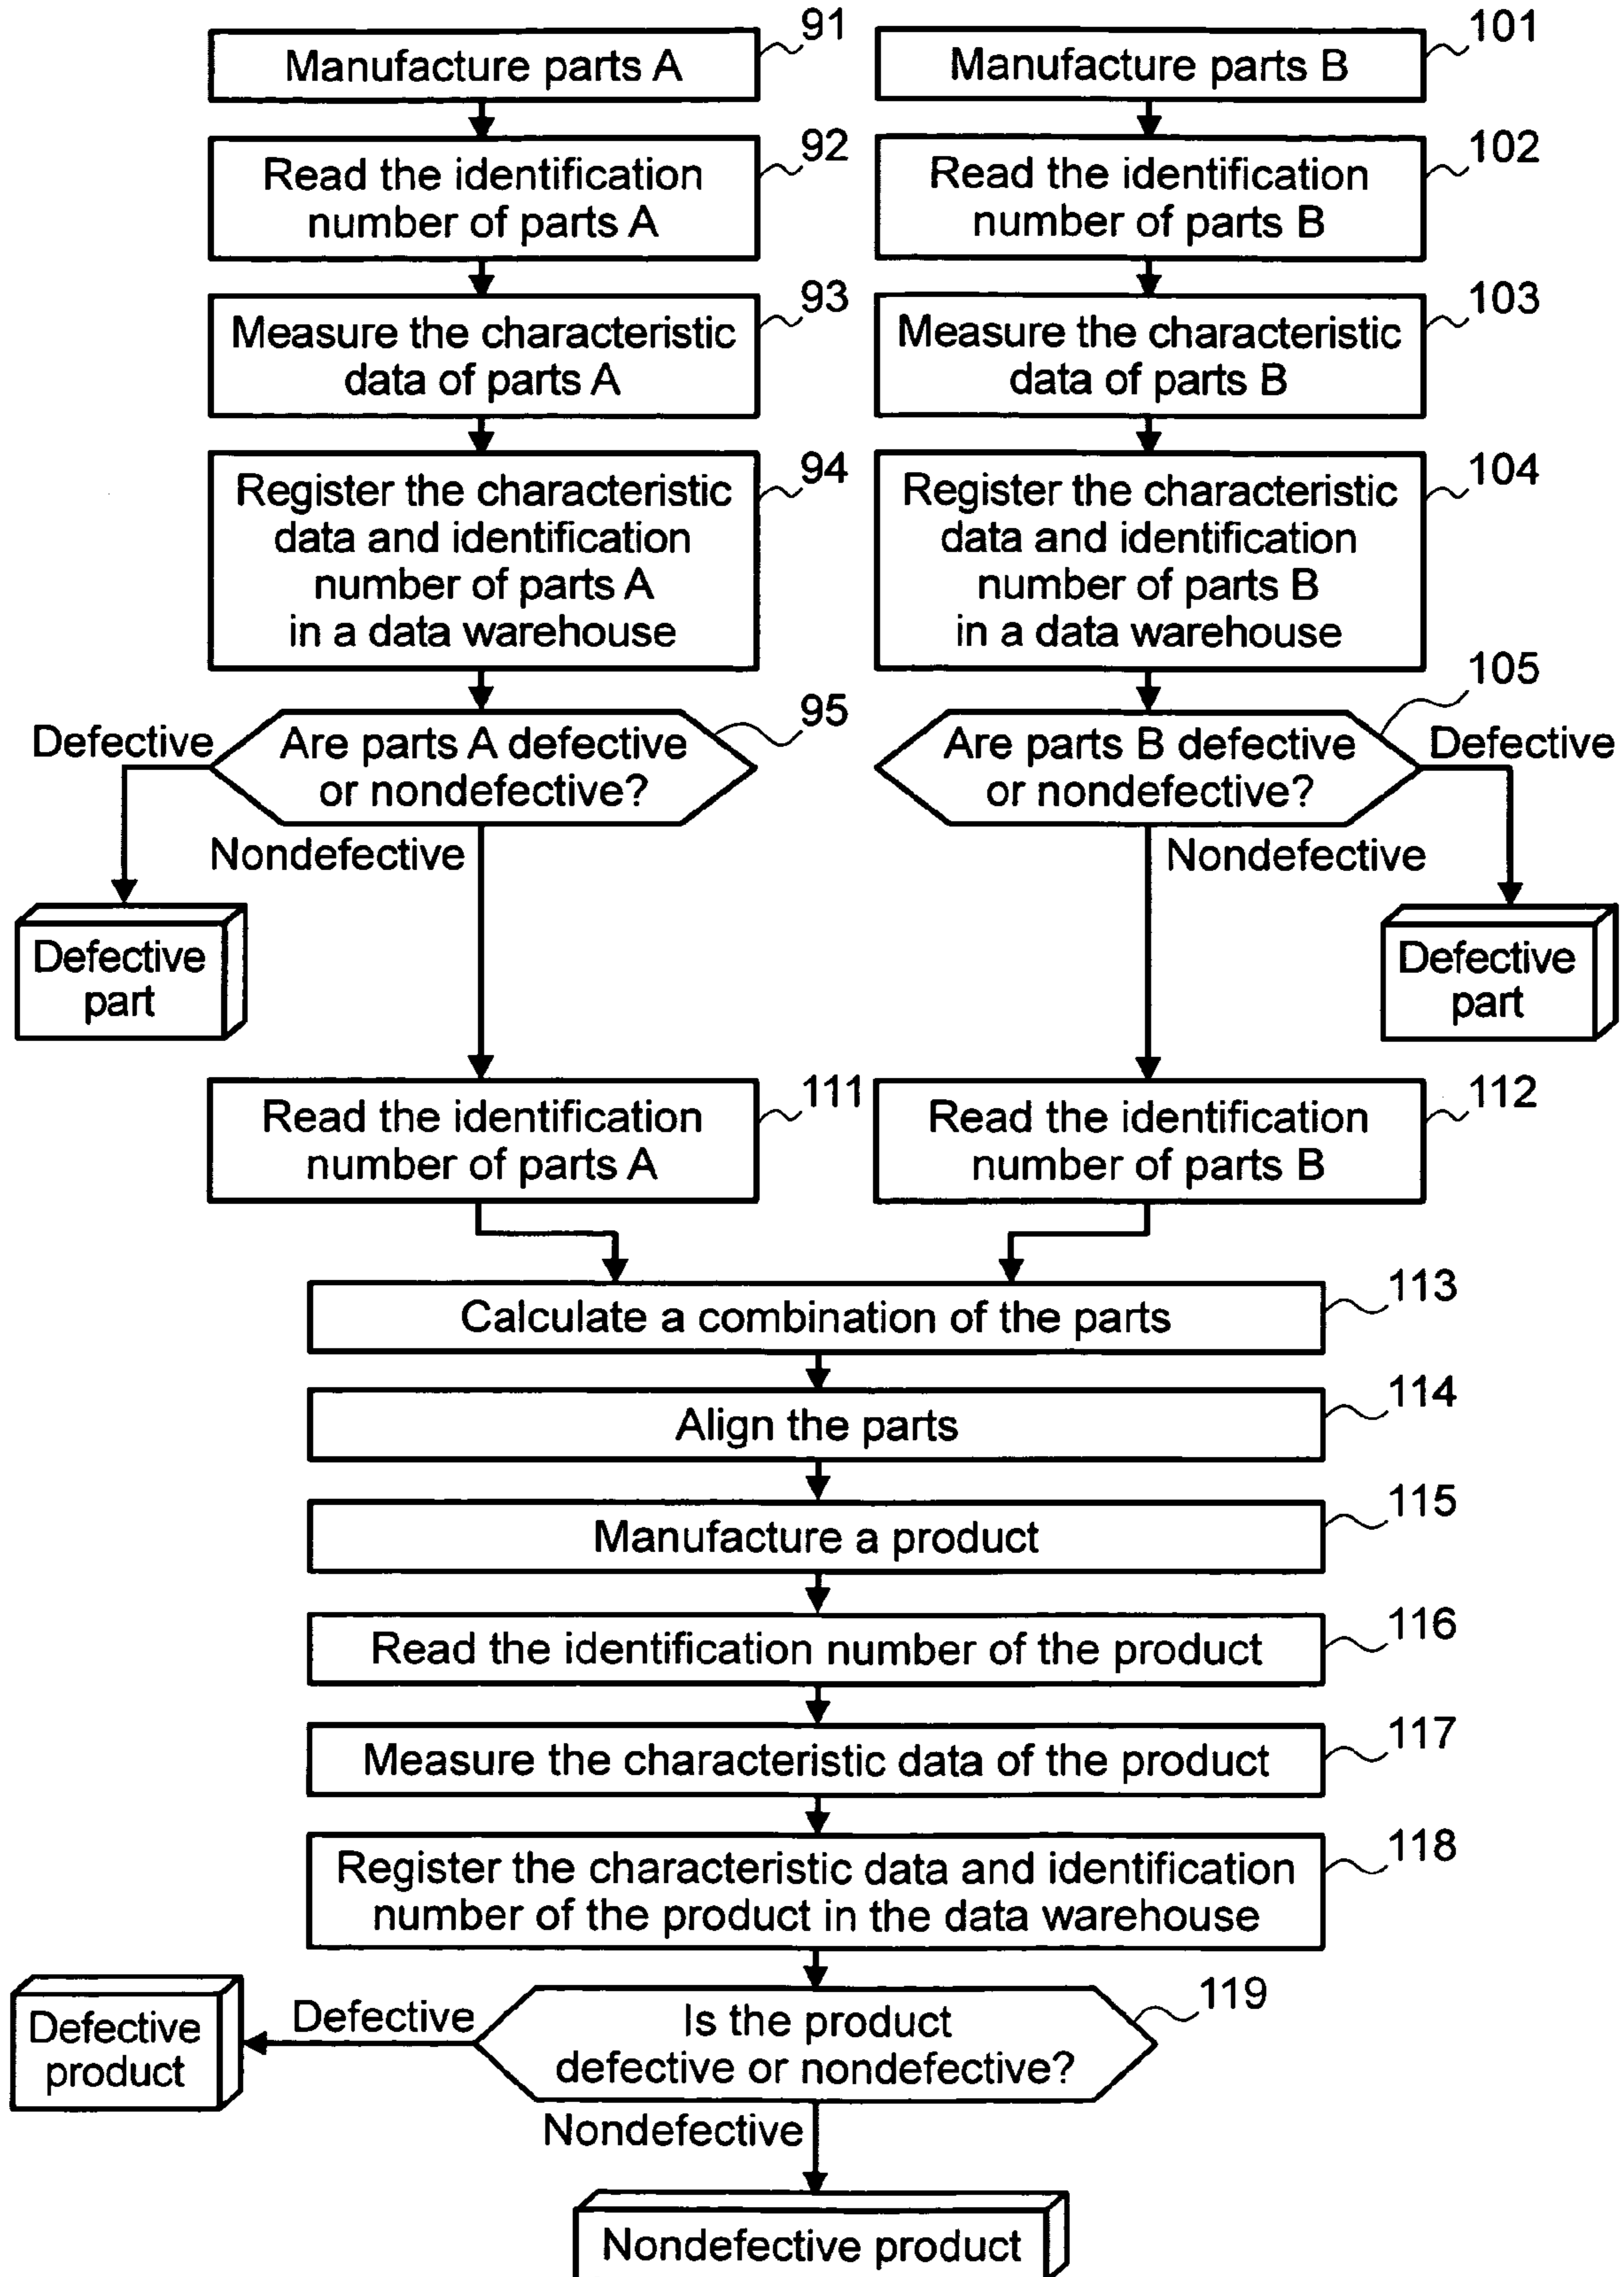 Manufacture parts A
91
Read the identification
number of parts A
92
Measure the characteristic
data of parts A
93
Register the characteristic
data and identification
number of parts A
in a data warehouse
94
Are parts A defective
or nondefective?
95
Defective
Defective
part
Nondefective
Manufacture parts B
101
Read the identification
number of parts B
102
Measure the characteristic
data of parts B
103
Register the characteristic
data and identification
number of parts B
in a data warehouse
104
Are parts B defective
or nondefective?
105
Defective
Defective
part
Nondefective
Read the identification
number of parts A
111
Read the identification
number of parts B
112
Calculate a combination of the parts
113
Align the parts
114
Manufacture a product
115
Read the identification number of the product
116
Measure the characteristic data of the product
117
Register the characteristic data and identification
number of the product in the data warehouse
118
Is the product
defective or nondefective?
119
Defective
Defective
product
Nondefective
Nondefective product